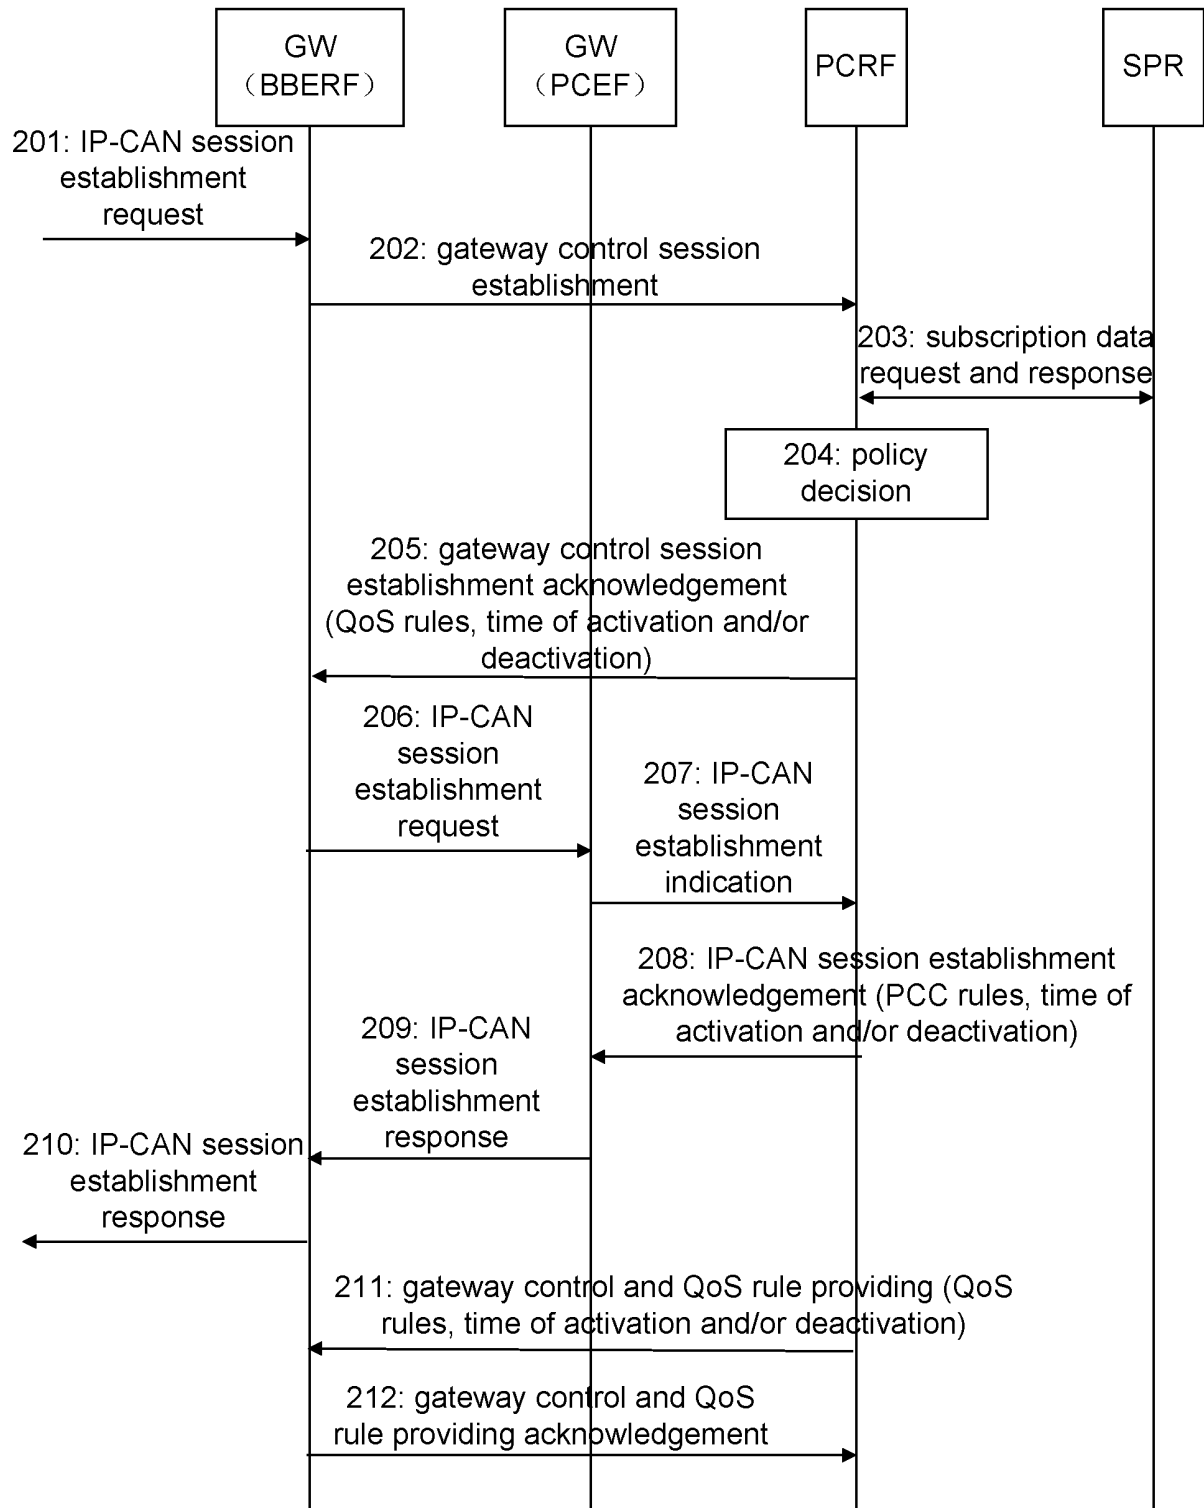 GW
（BBERF）
GW
（PCEF）
PCRF
SPR
201: IP-CAN session
establishment
request
202: gateway control session
establishment
203: subscription data
request and response
204: policy
decision
205: gateway control session
establishment acknowledgement
(QoS rules, time of activation and/or
deactivation)
206: IP-CAN
session
establishment
request
207: IP-CAN
session
establishment
indication
208: IP-CAN session establishment
acknowledgement (PCC rules, time of
activation and/or deactivation)
209: IP-CAN
session
establishment
response
210: IP-CAN session
establishment
response
211: gateway control and QoS rule providing (QoS
rules, time of activation and/or deactivation)
212: gateway control and QoS
rule providing acknowledgement